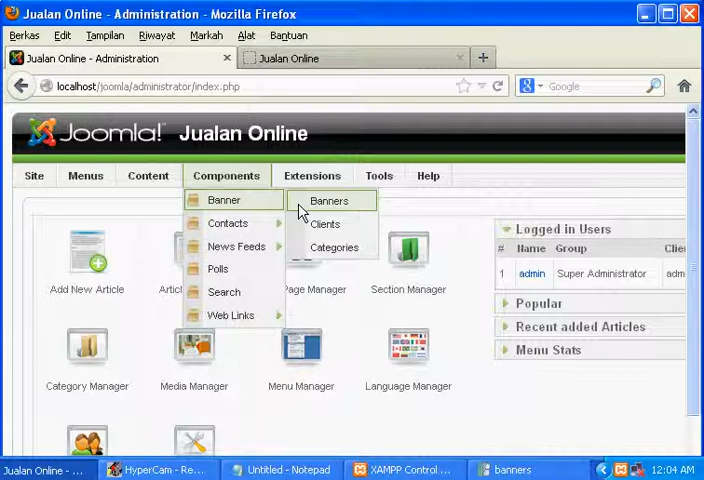 Jualan Online - Administration - Mozilla Firefox
Berkas Edit Tampilan Riwayat Markah Alat Bantuan
Jualan Online - Administration
Jualan Online
localhost/joomla/administrator/index.php
Google
Joomla! Jualan Online
Site Menus Content Components Extensions Tools Help
Banner
Contacts
News Feeds
Polls
Search
Web Links
Banners
Clients
Categories
Add New Article
Page Manager
Section Manager
Category Manager
Media Manager
Menu Manager
Language Manager
Logged in Users
# Name Group
1 admin Super Administrator
Popular
Recent added Articles
Menu Stats
Jualan Online - ...
HyperCam - Re...
Untitled - Notepad
XAMPP Control ...
banners
12:04 AM